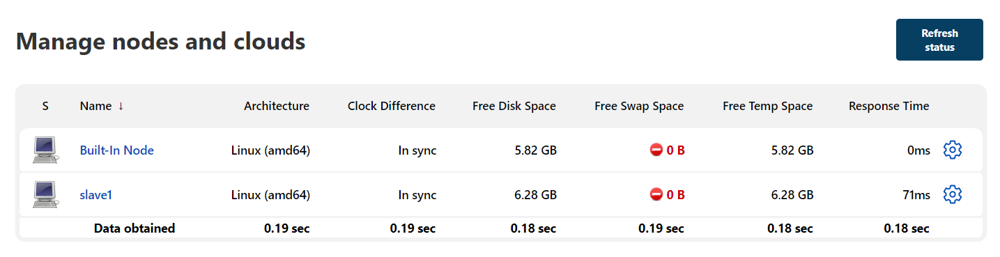 Manage nodes and clouds
Refresh
status
S Name ↓ Architecture Clock Difference Free Disk Space Free Swap Space Free Temp Space Response Time
Built-In Node Linux (amd64) In sync 5.82 GB 0 B 5.82 GB 0ms
slave1 Linux (amd64) In sync 6.28 GB 0 B 6.28 GB 71ms
Data obtained 0.19 sec 0.19 sec 0.18 sec 0.19 sec 0.18 sec 0.18 sec